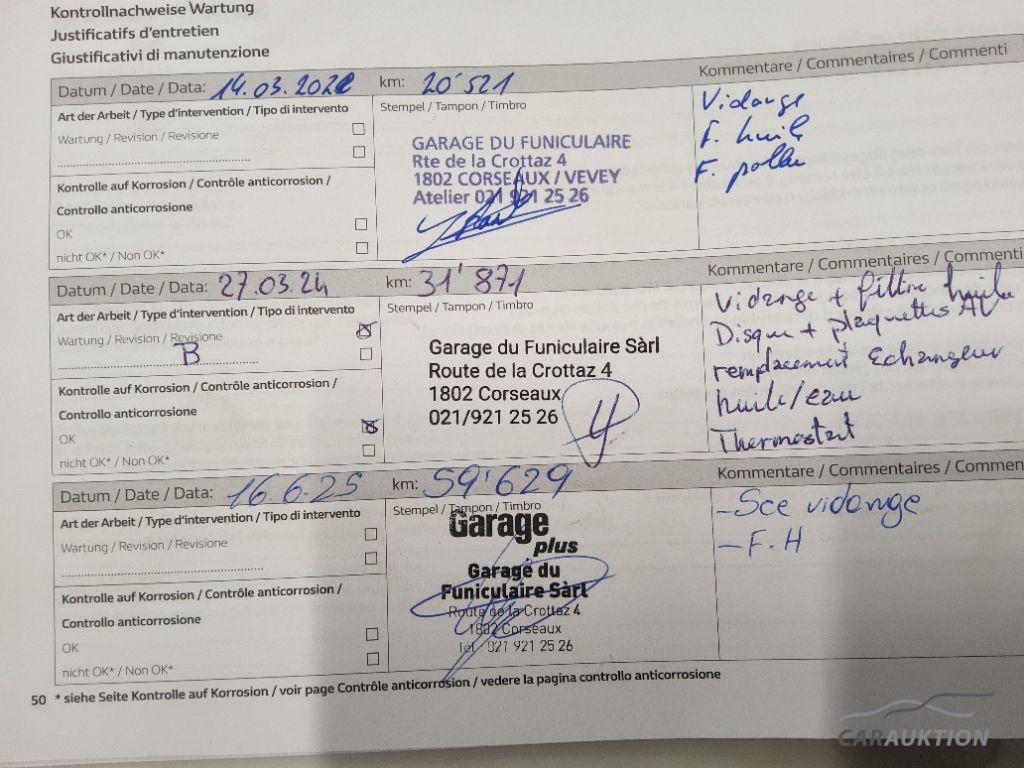 Kontrollnachweise Wartung
Justificatifs d'entretien
Giustificativi di manutenzione
Datum / Date / Data: 14.03.2022 km: 20'521
Kommentare / Commentaires / Commenti
Art der Arbeit / Type d'intervention / Tipo di intervento
Wartung / Revision / Revisione
Kontrolle auf Korrosion / Contrôle anticorrosion /
Controllo anticorrosione
OK
nicht OK* / Non OK*
Stempel / Tampon / Timbro
GARAGE DU FUNICULAIRE
Rte de la Crottaz 4
1802 CORSEAUX / VEVEY
Atelier 021 921 25 26
Vidange
F. huile
F. pollen
Datum / Date / Data: 27.03.24 km: 31'871
Kommentare / Commentaires / Commenti
Art der Arbeit / Type d'intervention / Tipo di intervento
Wartung / Revision / Revisione
B
Kontrolle auf Korrosion / Contrôle anticorrosion /
Controllo anticorrosione
OK
nicht OK* / Non OK*
Stempel / Tampon / Timbro
Garage du Funiculaire Sàrl
Route de la Crottaz 4
1802 Corseaux
021/921 25 26
Vidange + filtre huile
Disque + plaquettes AV
remplacement Echangeur
huile/eau
Thermostat
Datum / Date / Data: 16.6.25 km: 59'629
Kommentare / Commentaires / Commen
Art der Arbeit / Type d'intervention / Tipo di intervento
Wartung / Revision / Revisione
Kontrolle auf Korrosion / Contrôle anticorrosion /
Controllo anticorrosione
OK
nicht OK* / Non OK*
Stempel / Tampon / Timbro
Garage
plus
Garage du
Funiculaire Sàrl
Route de la Crottaz 4
1802 Corseaux
Tél. 021 921 25 26
- Sce vidange
- F.H
50 * siehe Seite Kontrolle auf Korrosion / voir page Contrôle anticorrosion / vedere la pagina controllo anticorrosione
CARAUKTION